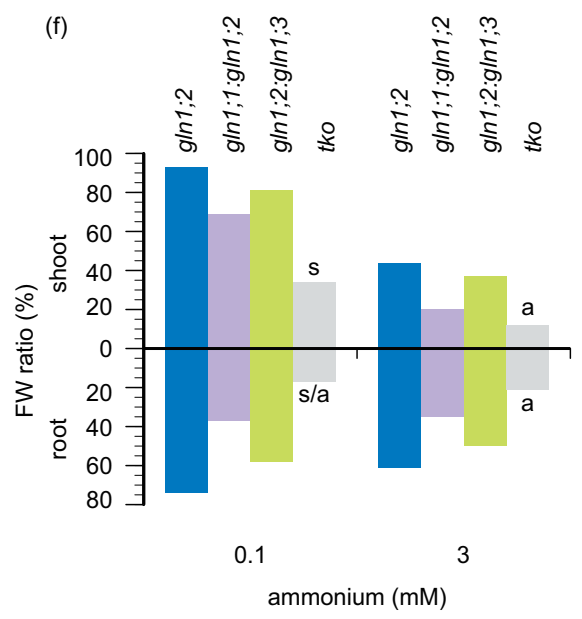 (f)
gln1;2
gln1;1:gln1;2
gln1;2:gln1;3
tko
gln1;2
gln1;1:gln1;2
gln1;2:gln1;3
tko
FW ratio (%)
shoot
root
100
80
60
40
20
0
20
40
60
80
s
s/a
a
a
0.1
3
ammonium (mM)